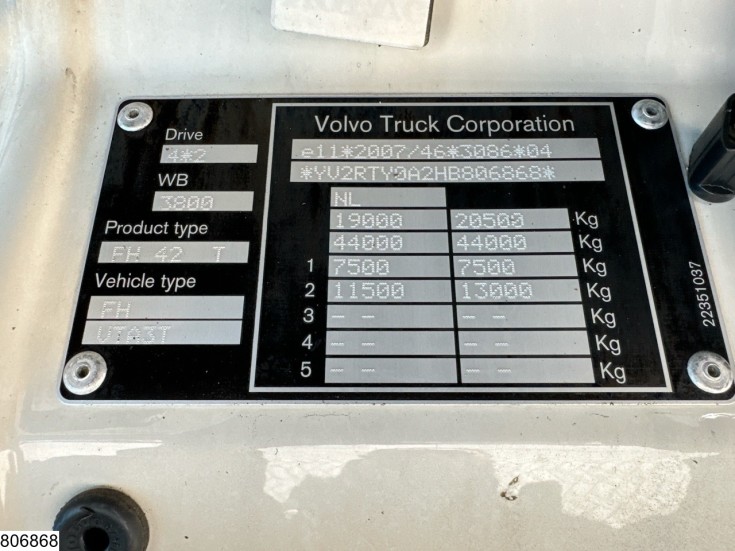 Volvo Truck Corporation
Drive
4*2
WB
3800
Product type
FH 42 T
Vehicle type
FH
VTA3T
e11*2007/46*3086*04
*YV2RTY0A2HB806868*
NL
19000 20500 Kg
44000 44000 Kg
1 7500 7500 Kg
2 11500 13000 Kg
3 - - - - Kg
4 - - - - Kg
5 - - - - Kg
22351037
806868